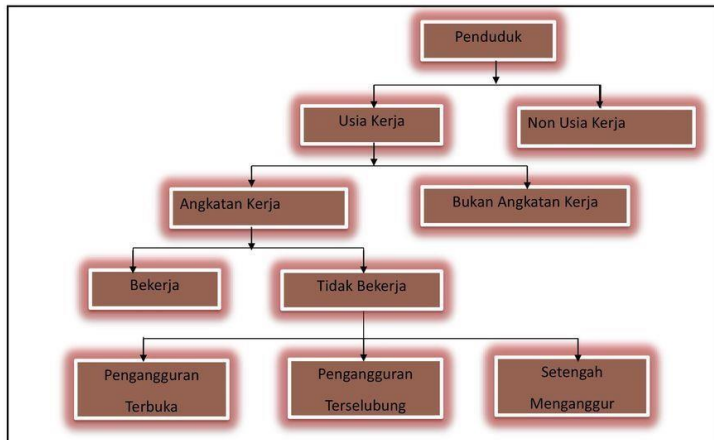 Penduduk
Usia Kerja
Non Usia Kerja
Angkatan Kerja
Bukan Angkatan Kerja
Bekerja
Tidak Bekerja
Pengangguran
Terbuka
Pengangguran
Terselubung
Setengah
Menganggur